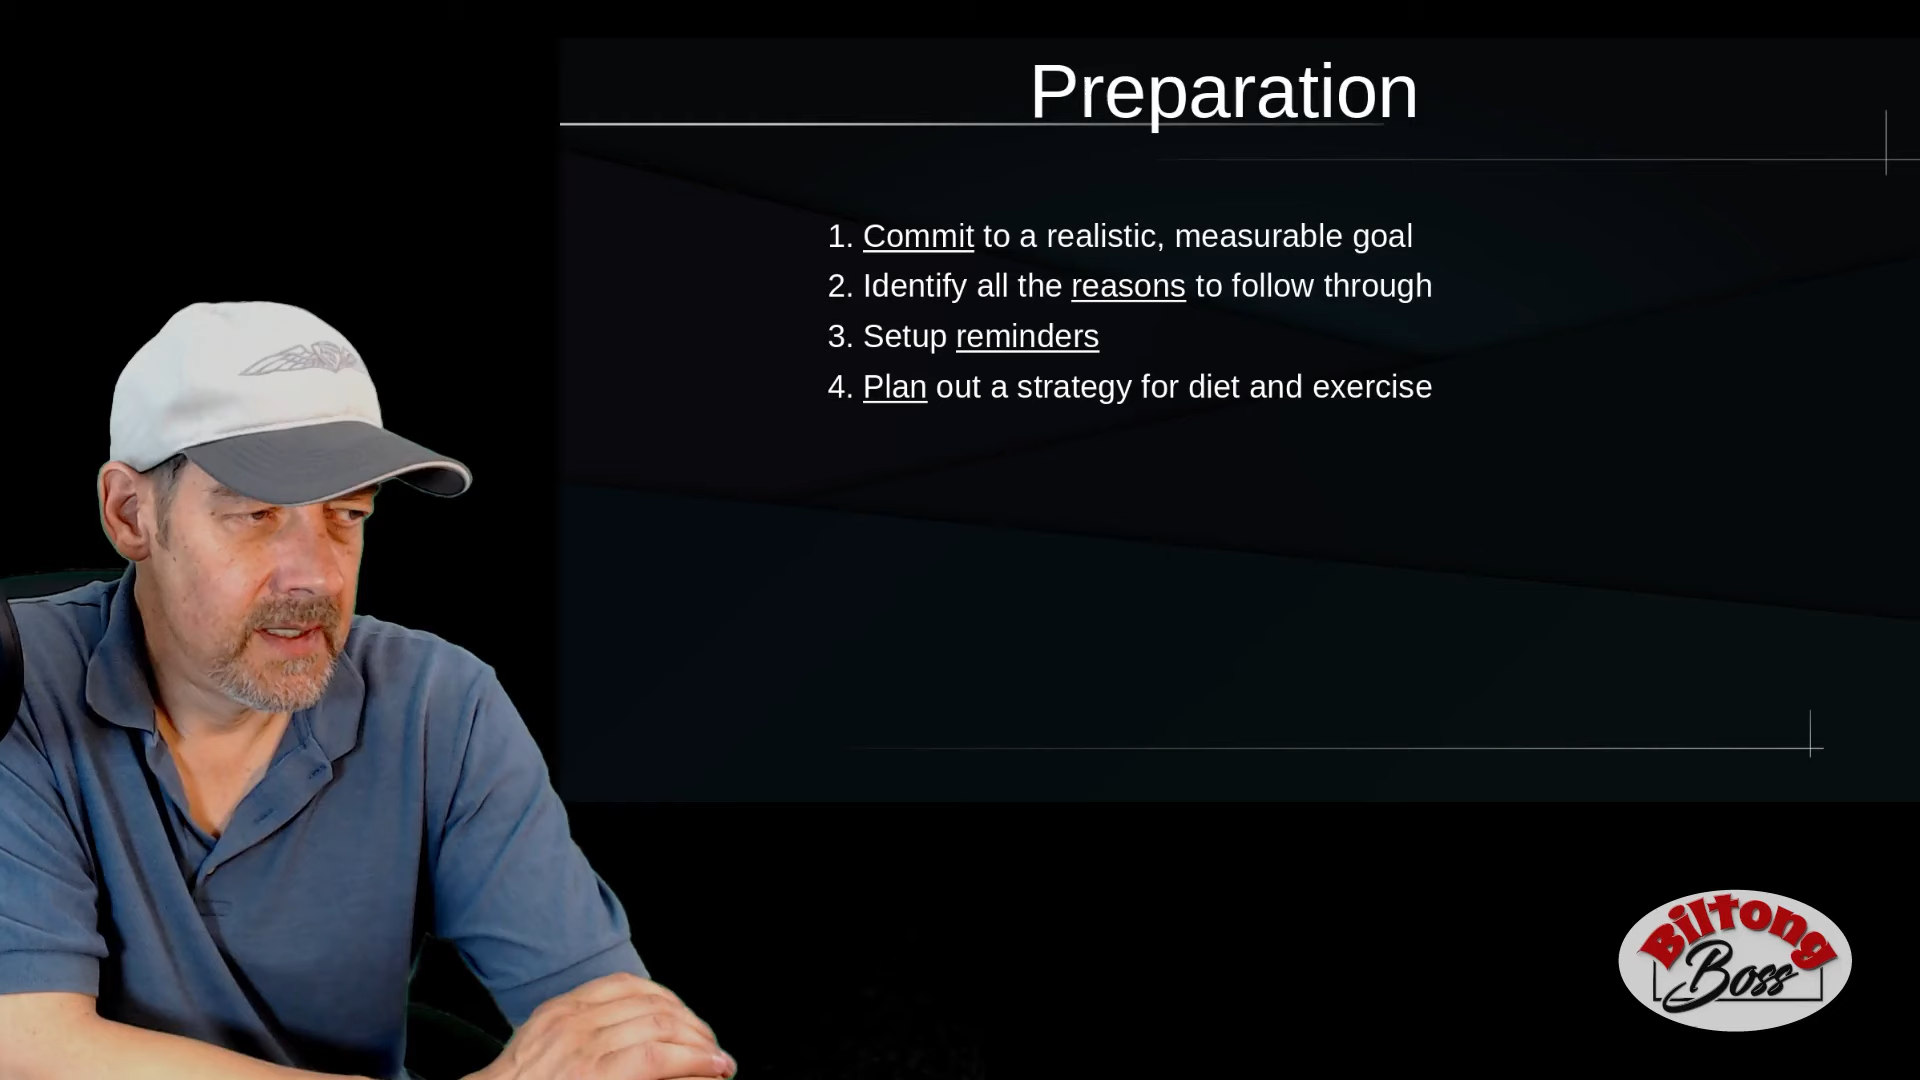 Preparation
1. Commit to a realistic, measurable goal
2. Identify all the reasons to follow through
3. Setup reminders
4. Plan out a strategy for diet and exercise
Biltong
Boss